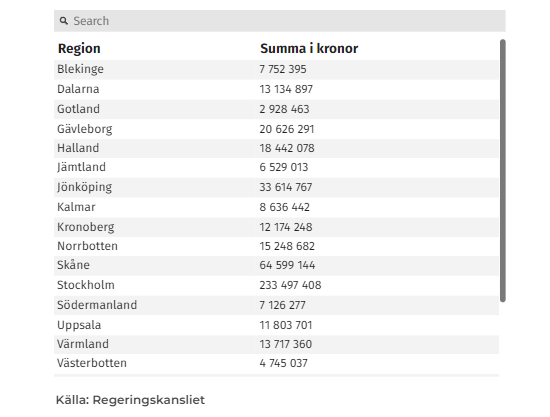 Search
Region Summa i kronor
Blekinge 7 752 395
Dalarna 13 134 897
Gotland 2 928 463
Gävleborg 20 626 291
Halland 18 442 078
Jämtland 6 529 013
Jönköping 33 614 767
Kalmar 8 636 442
Kronoberg 12 174 248
Norrbotten 15 248 682
Skåne 64 599 144
Stockholm 233 497 408
Södermanland 7 126 277
Uppsala 11 803 701
Värmland 13 717 360
Västerbotten 4 745 037
Källa: Regeringskansliet